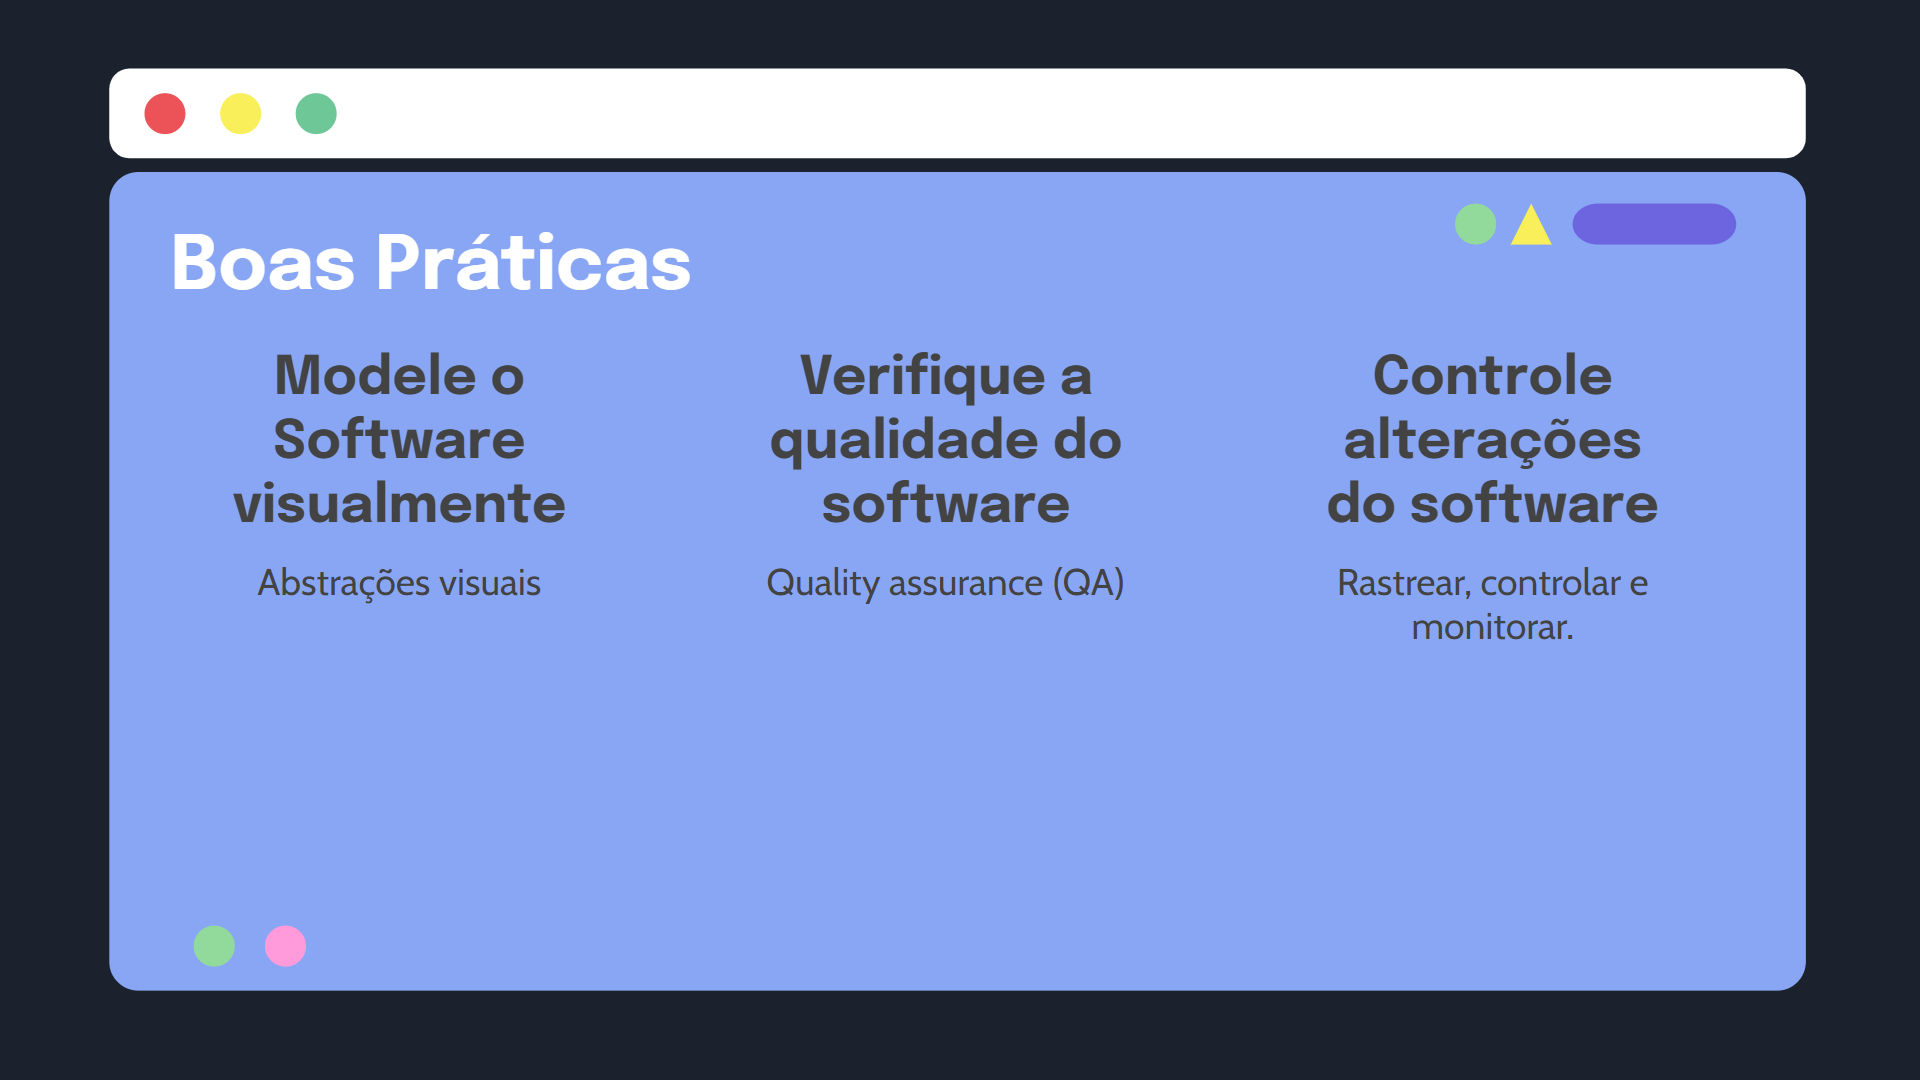 Boas Práticas
Modele o
Software
visualmente
Abstrações visuais
Verifique a
qualidade do
software
Quality assurance (QA)
Controle
alterações
do software
Rastrear, controlar e
monitorar.